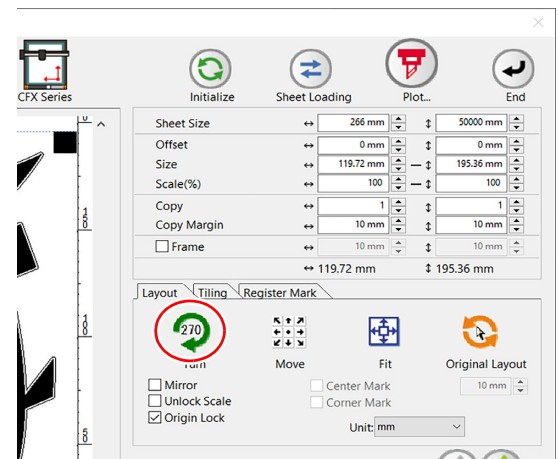 CFX Series
Initialize Sheet Loading Plot... End
Sheet Size 266 mm 50000 mm
Offset 0 mm 0 mm
Size 119.72 mm 195.36 mm
Scale(%) 100 100
Copy 1 1
Copy Margin 10 mm 10 mm
Frame 10 mm 10 mm
119.72 mm 195.36 mm
Layout Tiling Register Mark
270
Turn Move Fit Original Layout
Mirror Center Mark 10 mm
Unlock Scale Corner Mark
Origin Lock
Unit: mm